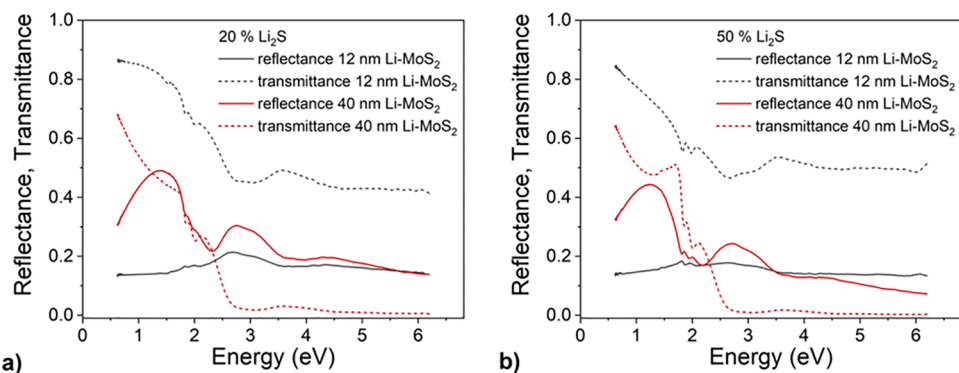 Reflectance, Transmittance
1.0
0.8
0.6
0.4
0.2
0.0
20 % Li₂S
reflectance 12 nm Li-MoS₂
transmittance 12 nm Li-MoS₂
reflectance 40 nm Li-MoS₂
transmittance 40 nm Li-MoS₂
0 1 2 3 4 5 6
Energy (eV)
a)
Reflectance, Transmittance
1.0
0.8
0.6
0.4
0.2
0.0
50 % Li₂S
reflectance 12 nm Li-MoS₂
transmittance 12 nm Li-MoS₂
reflectance 40 nm Li-MoS₂
transmittance 40 nm Li-MoS₂
0 1 2 3 4 5 6
Energy (eV)
b)